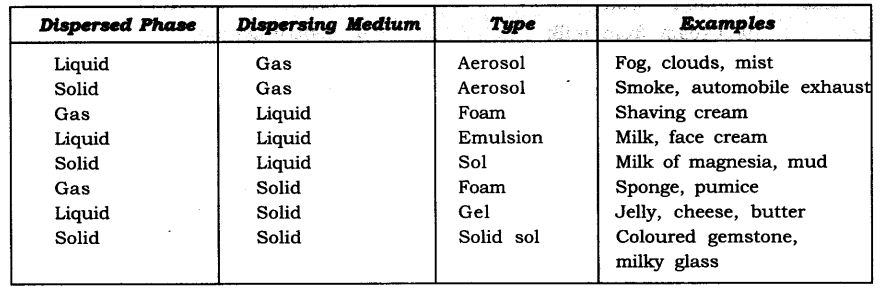 Dispersed Phase Dispersing Medium Type Examples
Liquid Gas Aerosol Fog, clouds, mist
Solid Gas Aerosol Smoke, automobile exhaust
Gas Liquid Foam Shaving cream
Liquid Liquid Emulsion Milk, face cream
Solid Liquid Sol Milk of magnesia, mud
Gas Solid Foam Sponge, pumice
Liquid Solid Gel Jelly, cheese, butter
Solid Solid Solid sol Coloured gemstone,
milky glass